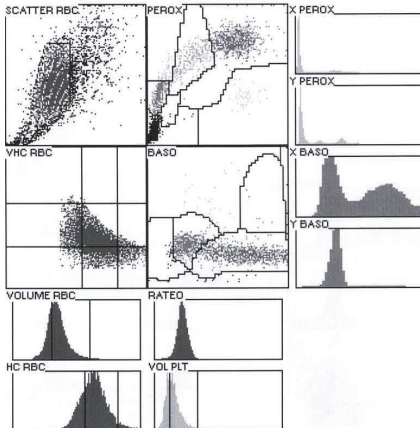 SCATTER RBC
PEROX
X PEROX
Y PEROX
VHC RBC
BASO
X BASO
Y BASO
VOLUME RBC
RATEO
HC RBC
VOL PLT